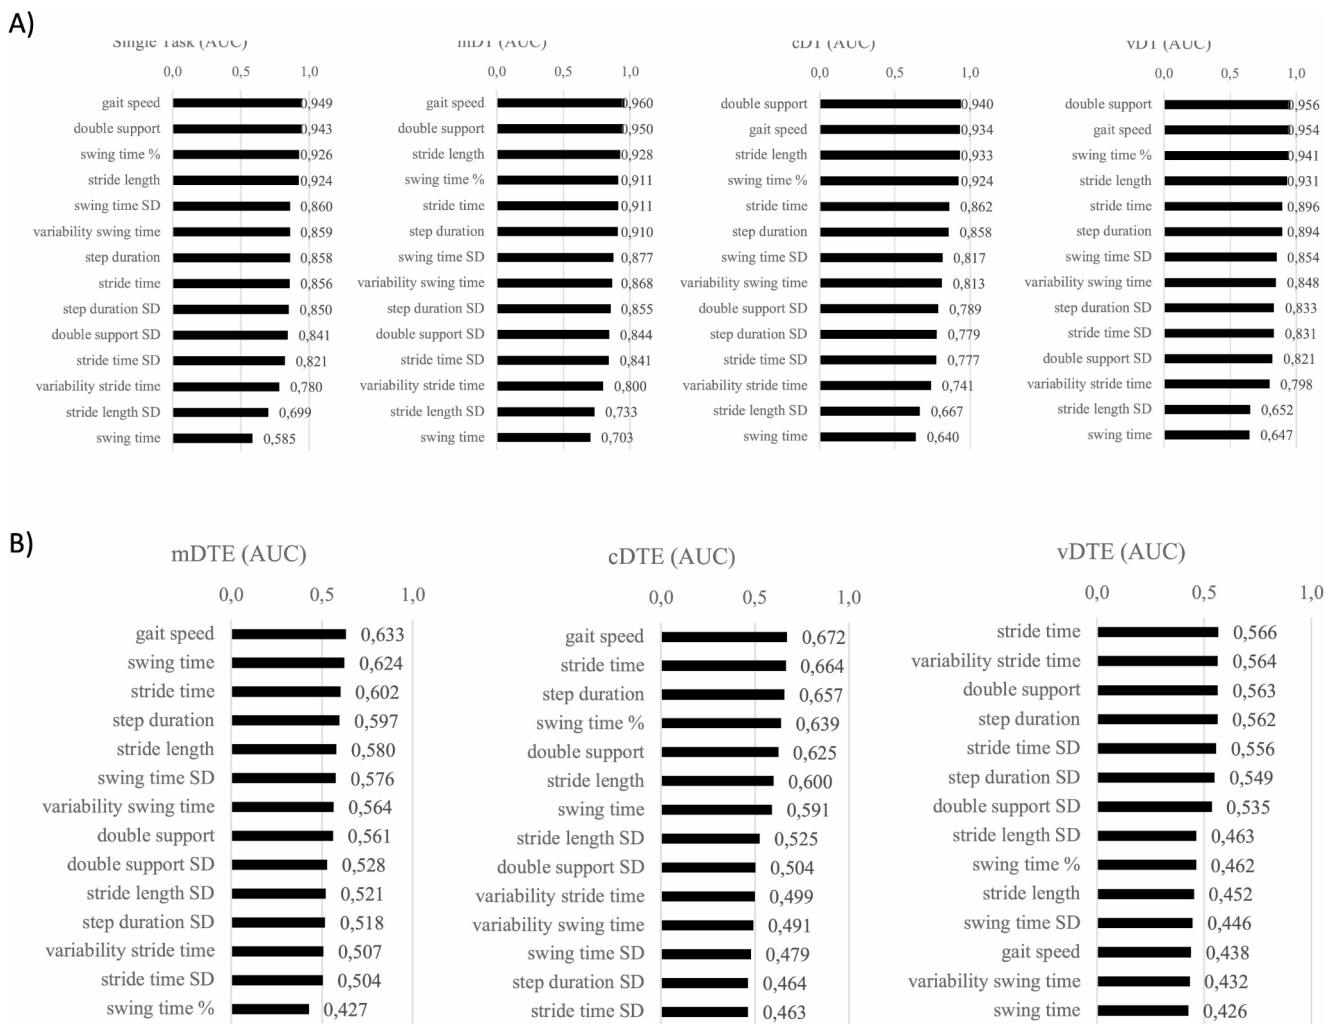 A)
Single Task (AUC)
0,0 0,5 1,0
gait speed 0,949
double support 0,943
swing time % 0,926
stride length 0,924
swing time SD 0,860
variability swing time 0,859
step duration 0,858
stride time 0,856
step duration SD 0,850
double support SD 0,841
stride time SD 0,821
variability stride time 0,780
stride length SD 0,699
swing time 0,585
mDT (AUC)
0,0 0,5 1,0
gait speed 0,960
double support 0,950
stride length 0,928
swing time % 0,911
stride time 0,911
step duration 0,910
swing time SD 0,877
variability swing time 0,868
step duration SD 0,855
double support SD 0,844
stride time SD 0,841
variability stride time 0,800
stride length SD 0,733
swing time 0,703
cDT (AUC)
0,0 0,5 1,0
double support 0,940
gait speed 0,934
stride length 0,933
swing time % 0,924
stride time 0,862
step duration 0,858
swing time SD 0,817
variability swing time 0,813
double support SD 0,789
step duration SD 0,779
stride time SD 0,777
variability stride time 0,741
stride length SD 0,667
swing time 0,640
vDT (AUC)
0,0 0,5 1,0
double support 0,956
gait speed 0,954
swing time % 0,941
stride length 0,931
stride time 0,896
step duration 0,894
swing time SD 0,854
variability swing time 0,848
step duration SD 0,833
stride time SD 0,831
double support SD 0,821
variability stride time 0,798
stride length SD 0,652
swing time 0,647
B)
mDTE (AUC)
0,0 0,5 1,0
gait speed 0,633
swing time 0,624
stride time 0,602
step duration 0,597
stride length 0,580
swing time SD 0,576
variability swing time 0,564
double support 0,561
double support SD 0,528
stride length SD 0,521
step duration SD 0,518
variability stride time 0,507
stride time SD 0,504
swing time % 0,427
cDTE (AUC)
0,0 0,5 1,0
gait speed 0,672
stride time 0,664
step duration 0,657
swing time % 0,639
double support 0,625
stride length 0,600
swing time 0,591
stride length SD 0,525
double support SD 0,504
variability stride time 0,499
variability swing time 0,491
swing time SD 0,479
step duration SD 0,464
stride time SD 0,463
vDTE (AUC)
0,0 0,5 1,0
stride time 0,566
variability stride time 0,564
double support 0,563
step duration 0,562
stride time SD 0,556
step duration SD 0,549
double support SD 0,535
stride length SD 0,463
swing time % 0,462
stride length 0,452
swing time SD 0,446
gait speed 0,438
variability swing time 0,432
swing time 0,426